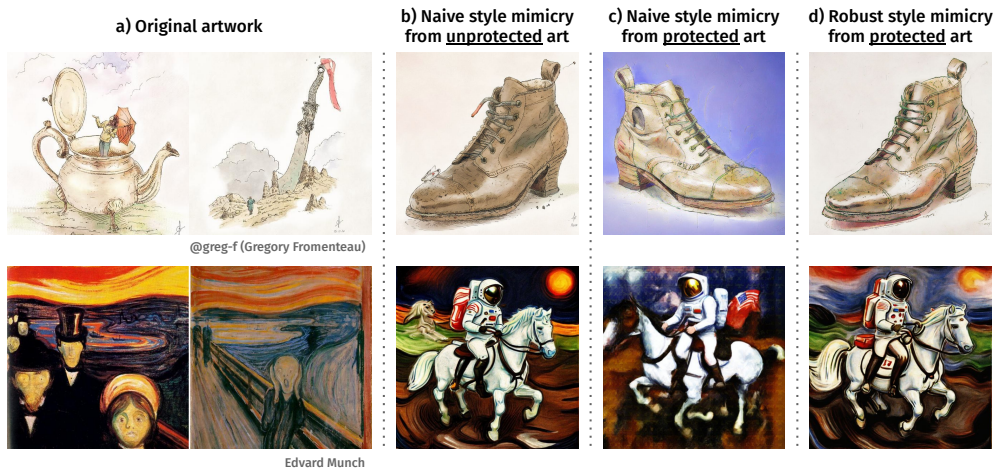 a) Original artwork
b) Naive style mimicry
from unprotected art
c) Naive style mimicry
from protected art
d) Robust style mimicry
from protected art
@greg-f (Gregory Fromenteau)
Edvard Munch